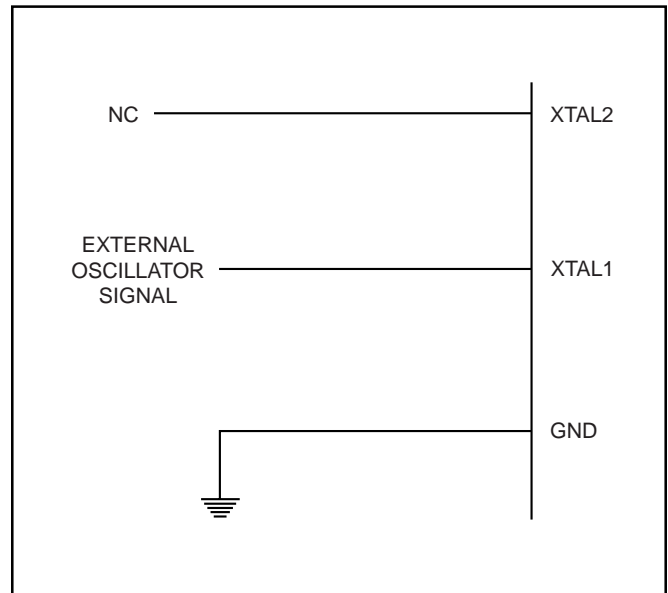 NC
XTAL2
EXTERNAL
OSCILLATOR
SIGNAL
XTAL1
GND